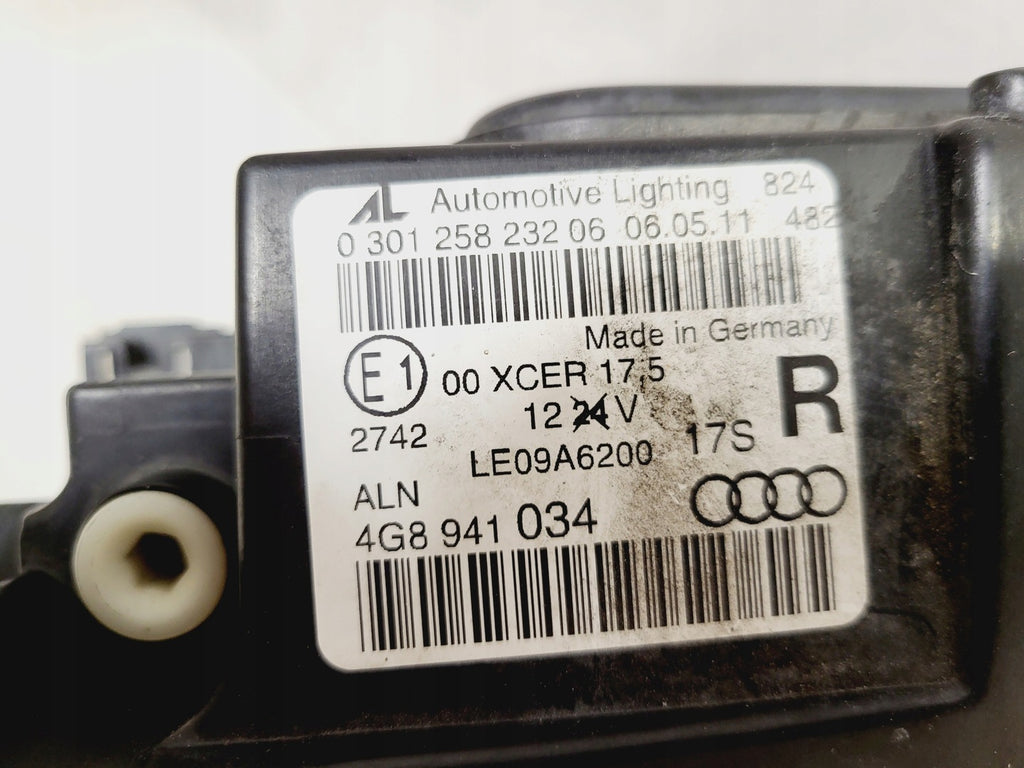 AL Automotive Lighting 824
0 301 258 232 06 06.05.11 482
Made in Germany
E1 00 XCER 17,5
12 24 V R
2742 LE09A6200 17S
ALN
4G8 941 034